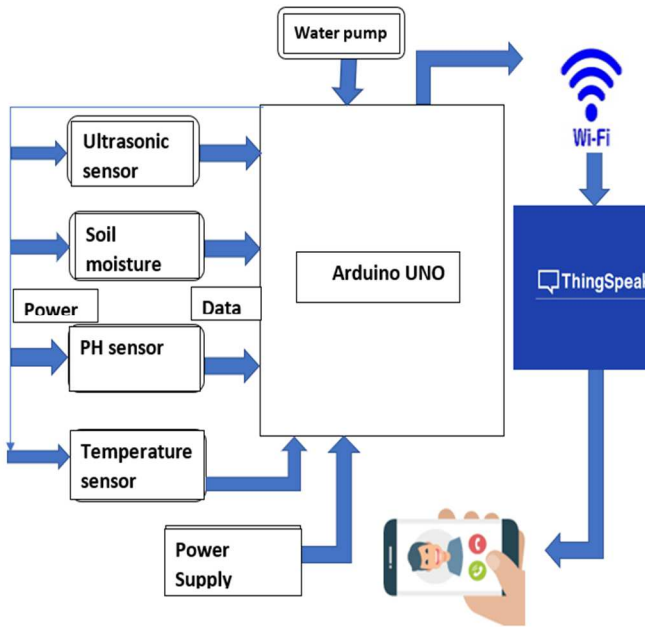 Water pump
Ultrasonic
sensor
Wi-Fi
Soil
moisture
Arduino UNO
ThingSpeak
Power
Data
PH sensor
Temperature
sensor
Power
Supply